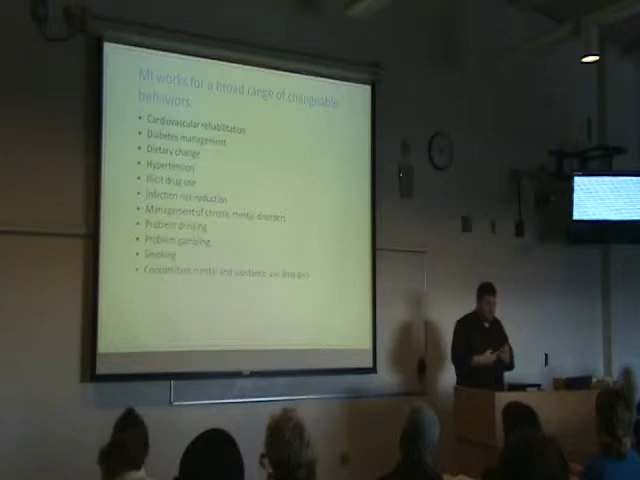 MI works for a broad range of changeable
behaviors:
• Cardiovascular rehabilitation
• Diabetes management
• Dietary change
• Hypertension
• Illicit drug use
• Infection risk reduction
• Management of chronic mental disorders
• Problem drinking
• Problem gambling
• Smoking
• Concomitant mental and substance use disorders